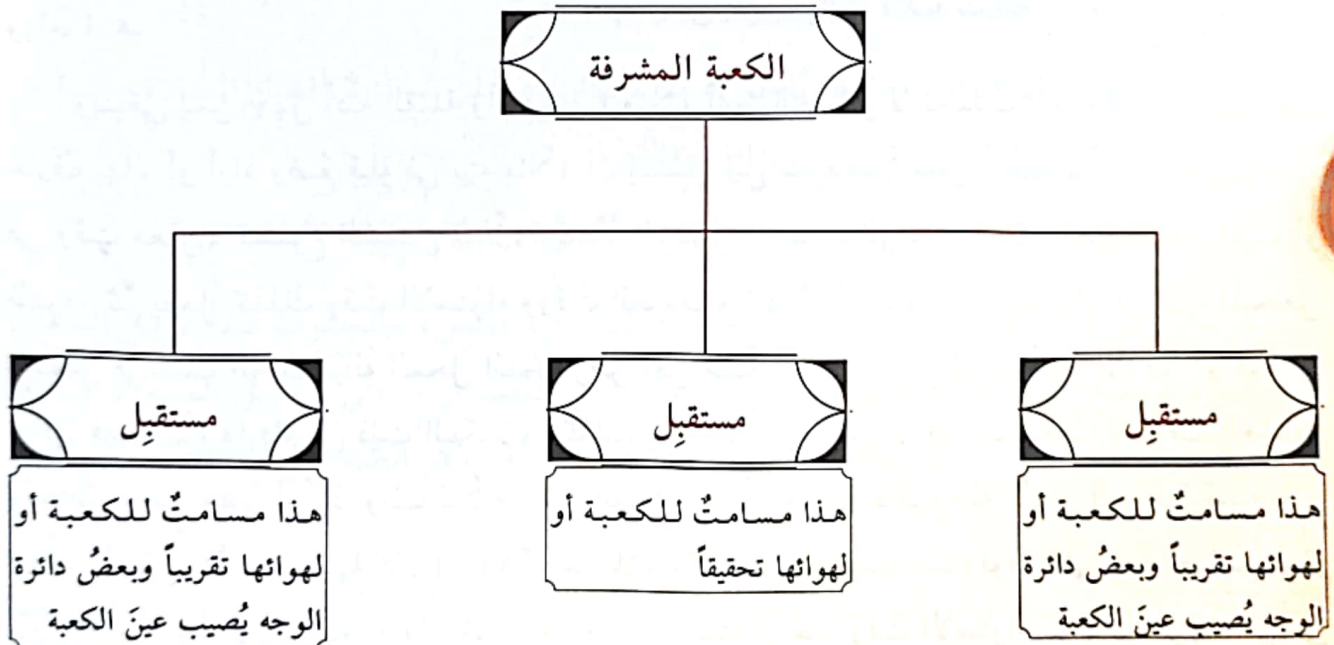 الكعبة المشرفة
مستقبِل
هذا مسامتٌ للكعبة أو
لهوائها تقريباً وبعضُ دائرة
الوجه يُصيب عينَ الكعبة
مستقبِل
هذا مسامتٌ للكعبة أو
لهوائها تحقيقاً
مستقبِل
هذا مسامتٌ للكعبة أو
لهوائها تقريباً وبعضُ دائرة
الوجه يُصيب عينَ الكعبة